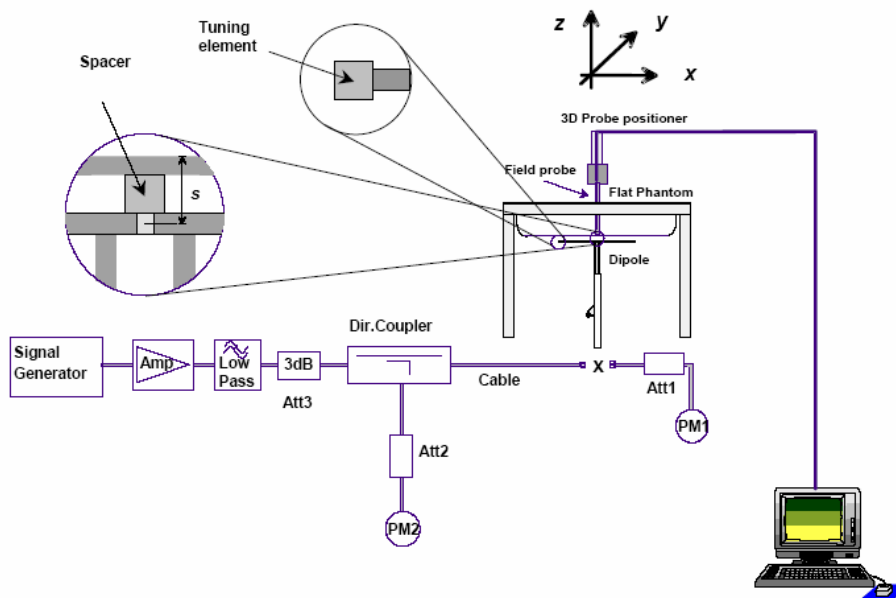 Tuning
element
z
y
x
Spacer
3D Probe positioner
Field probe
Flat Phantom
s
Dipole
Dir.Coupler
Signal
Generator
Amp
Low
Pass
3dB
Att3
Cable
X
Att1
PM1
Att2
PM2